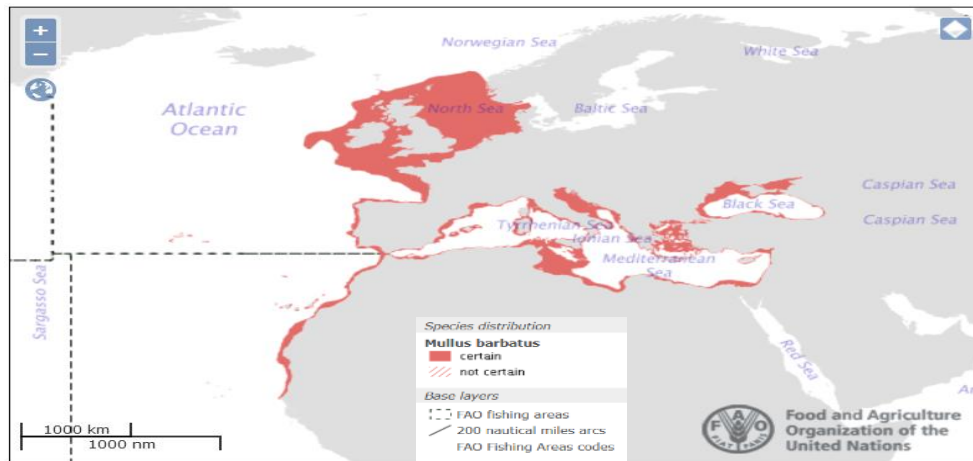 +
−
Norwegian Sea
White Sea
Atlantic
Ocean
North Sea
Baltic Sea
Caspian Sea
Black Sea
Caspian Sea
Tyrrhenian Sea
Ionian Sea
Mediterranean
Sea
Sargasso Sea
Red Sea
Species distribution
Mullus barbatus
certain
not certain
Base layers
FAO fishing areas
200 nautical miles arcs
FAO Fishing Areas codes
1000 km
1000 nm
FAO
FIAT PANIS
Food and Agriculture
Organization of the
United Nations